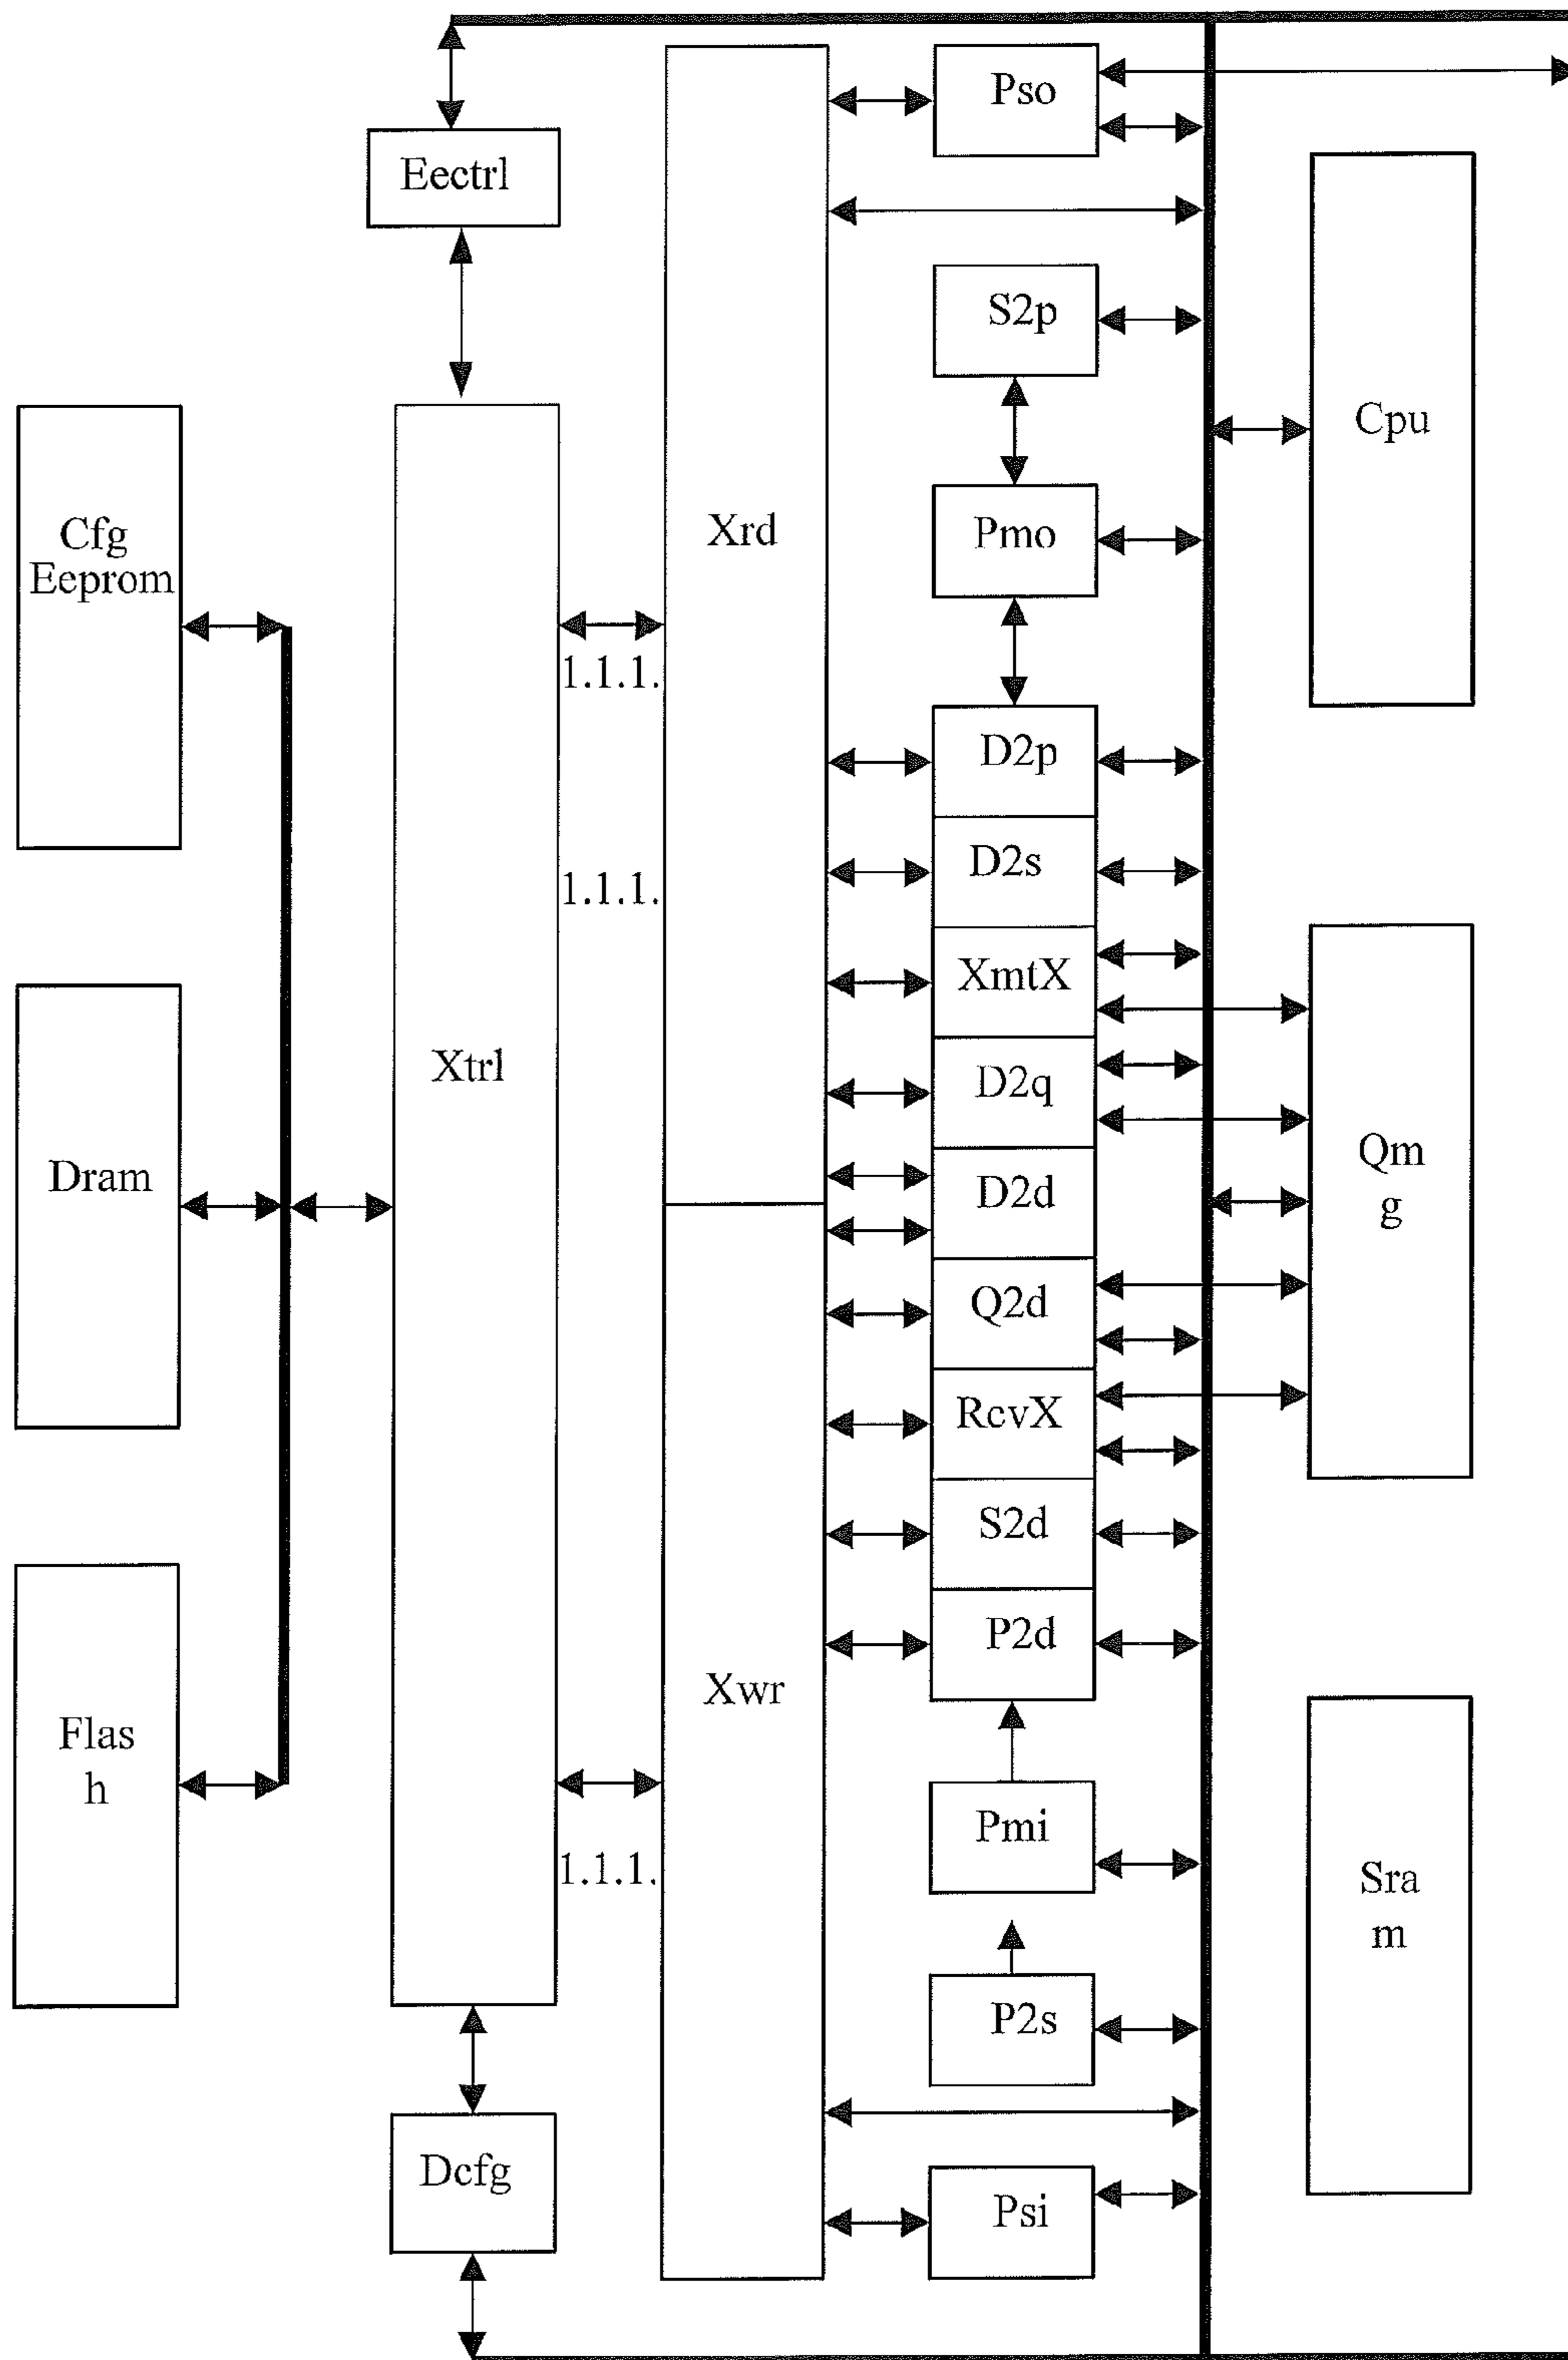 Pso
Eectrl
S2p
Cpu
Cfg
Eeprom
Xrd
Pmo
1.1.1.
D2p
D2s
1.1.1.
XmtX
Xtrl
D2q
Dram
Qm
g
D2d
Q2d
RcvX
S2d
P2d
Xwr
Flas
h
Pmi
1.1.1.
Sra
m
P2s
Dcfg
Psi